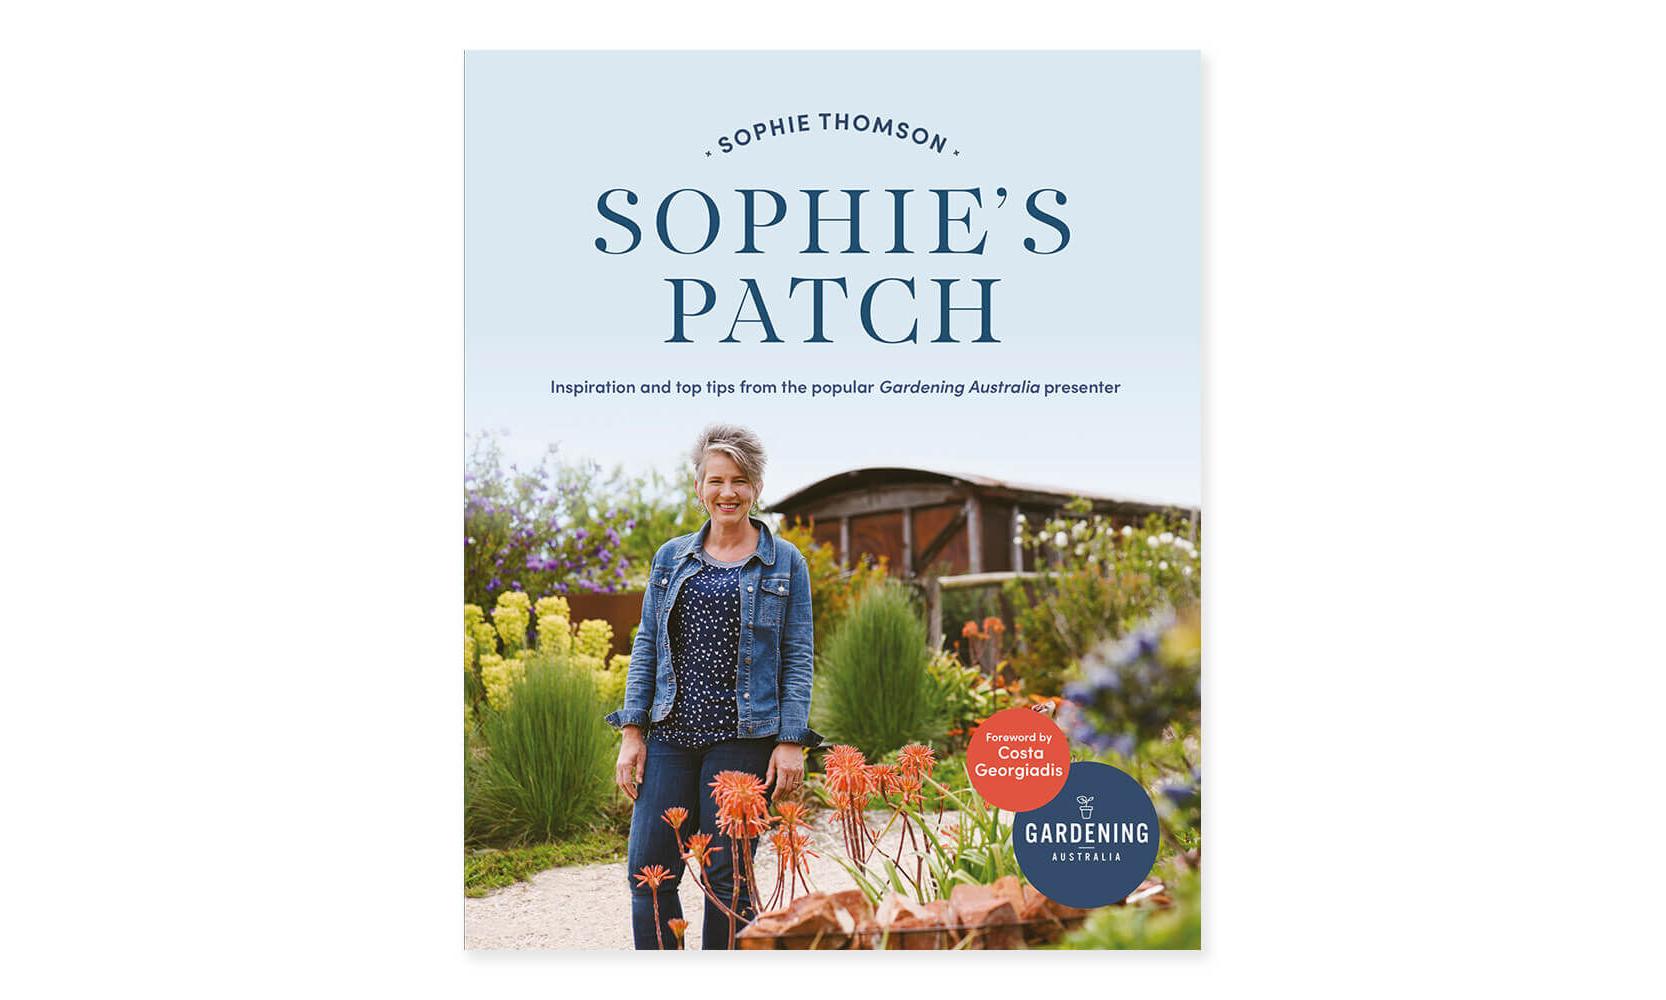 SOPHIE THOMSON
SOPHIE'S
PATCH
Inspiration and top tips from the popular Gardening Australia presenter
Foreword by
Costa
Georgiadis
GARDENING
AUSTRALIA